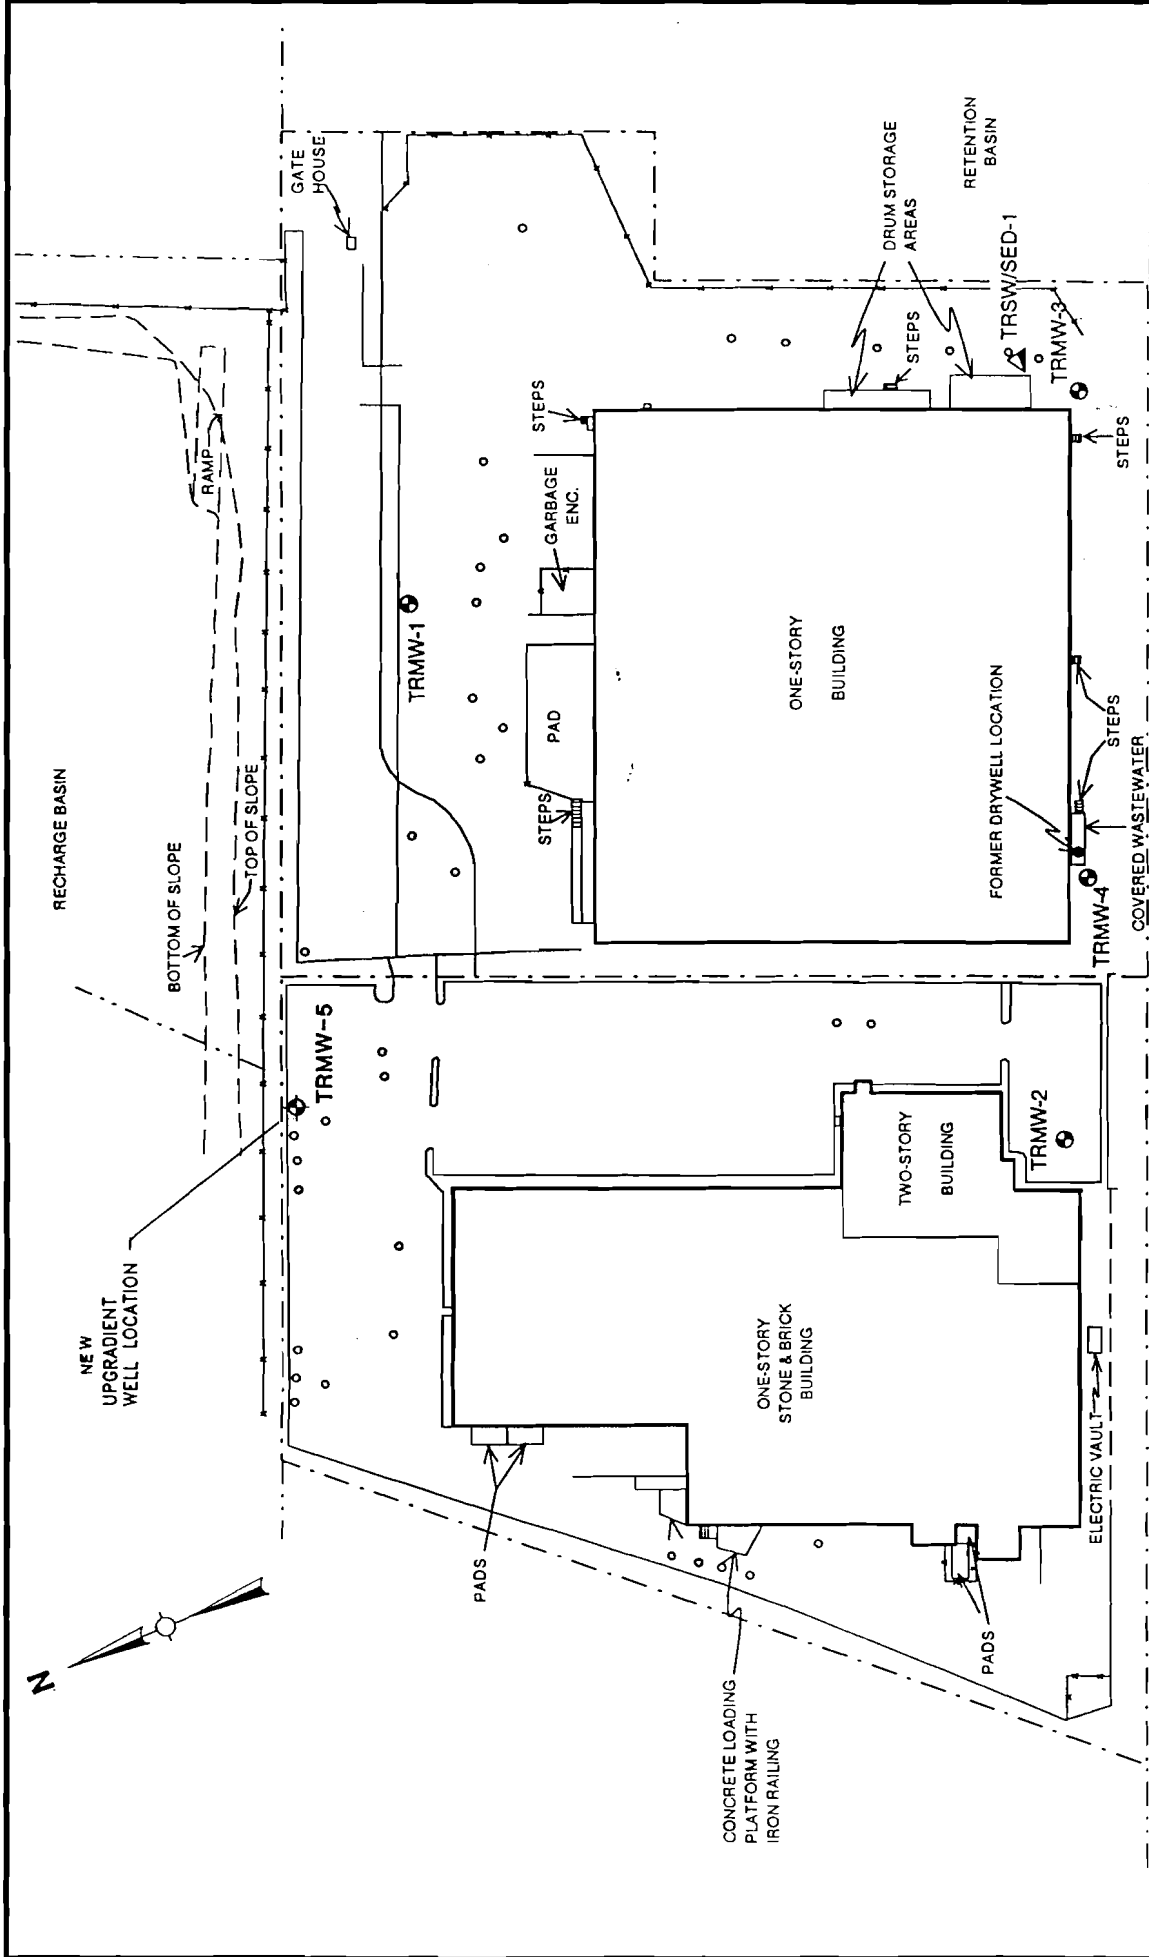 RECHARGE BASIN
BOTTOM OF SLOPE
TOP OF SLOPE
RAMP
GATE
HOUSE
NEW
UPGRADIENT
WELL LOCATION
TRMW-5
TRMW-1
STEPS
GARBAGE
ENC.
PAD
STEPS
ONE-STORY
BUILDING
DRUM STORAGE
AREAS
STEPS
RETENTION
BASIN
TRSW/SED-1
TRMW-3
STEPS
STEPS
FORMER DRYWELL LOCATION
COVERED WASTEWATER
TRMW-4
TRMW-2
TWO-STORY
BUILDING
ONE-STORY
STONE & BRICK
BUILDING
ELECTRIC VAULT
PADS
PADS
CONCRETE LOADING
PLATFORM WITH
IRON RAILING
N